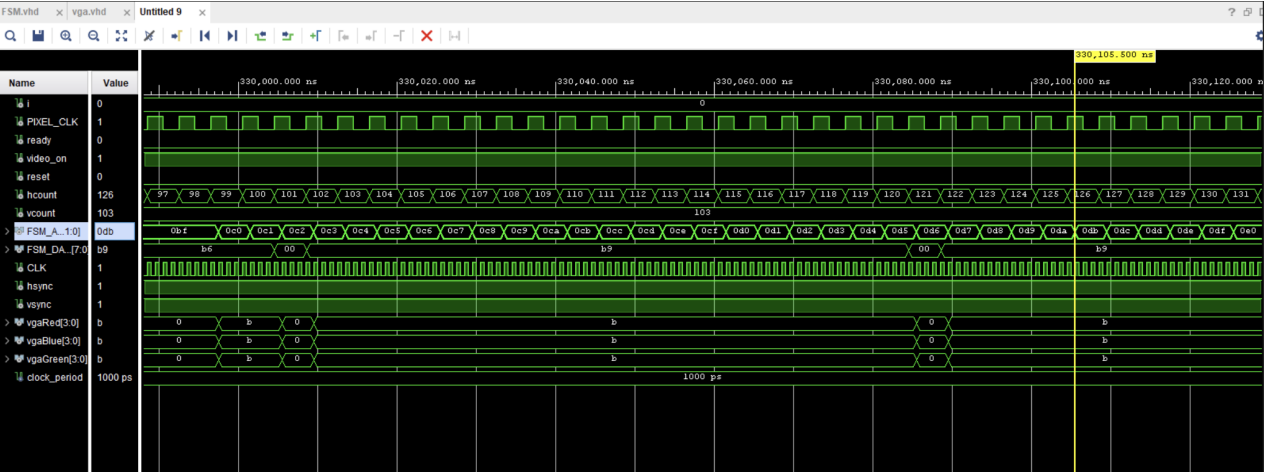 FSM.vhd × vga.vhd × Untitled 9 ×
330,105.500 ns
Name Value 330,000.000 ns 330,020.000 ns 330,040.000 ns 330,060.000 ns 330,080.000 ns 330,100.000 ns 330,120.000 n
i 0 0
PIXEL_CLK 1
ready 0
video_on 1
reset 0
hcount 126 97 98 99 100 101 102 103 104 105 106 107 108 109 110 111 112 113 114 115 116 117 118 119 120 121 122 123 124 125 126 127 128 129 130 131
vcount 103 103
FSM_A...1:0] 0db 0bf 0c0 0c1 0c2 0c3 0c4 0c5 0c6 0c7 0c8 0c9 0ca 0cb 0cc 0cd 0ce 0cf 0d0 0d1 0d2 0d3 0d4 0d5 0d6 0d7 0d8 0d9 0da 0db 0dc 0dd 0de 0df 0e0
FSM_DA...[7:0 b9 b6 00 b9 00 b9
CLK 1
hsync 1
vsync 1
vgaRed[3:0] b 0 b 0 b 0 b
vgaBlue[3:0] b 0 b 0 b 0 b
vgaGreen[3:0] b 0 b 0 b 0 b
clock_period 1000 ps 1000 ps